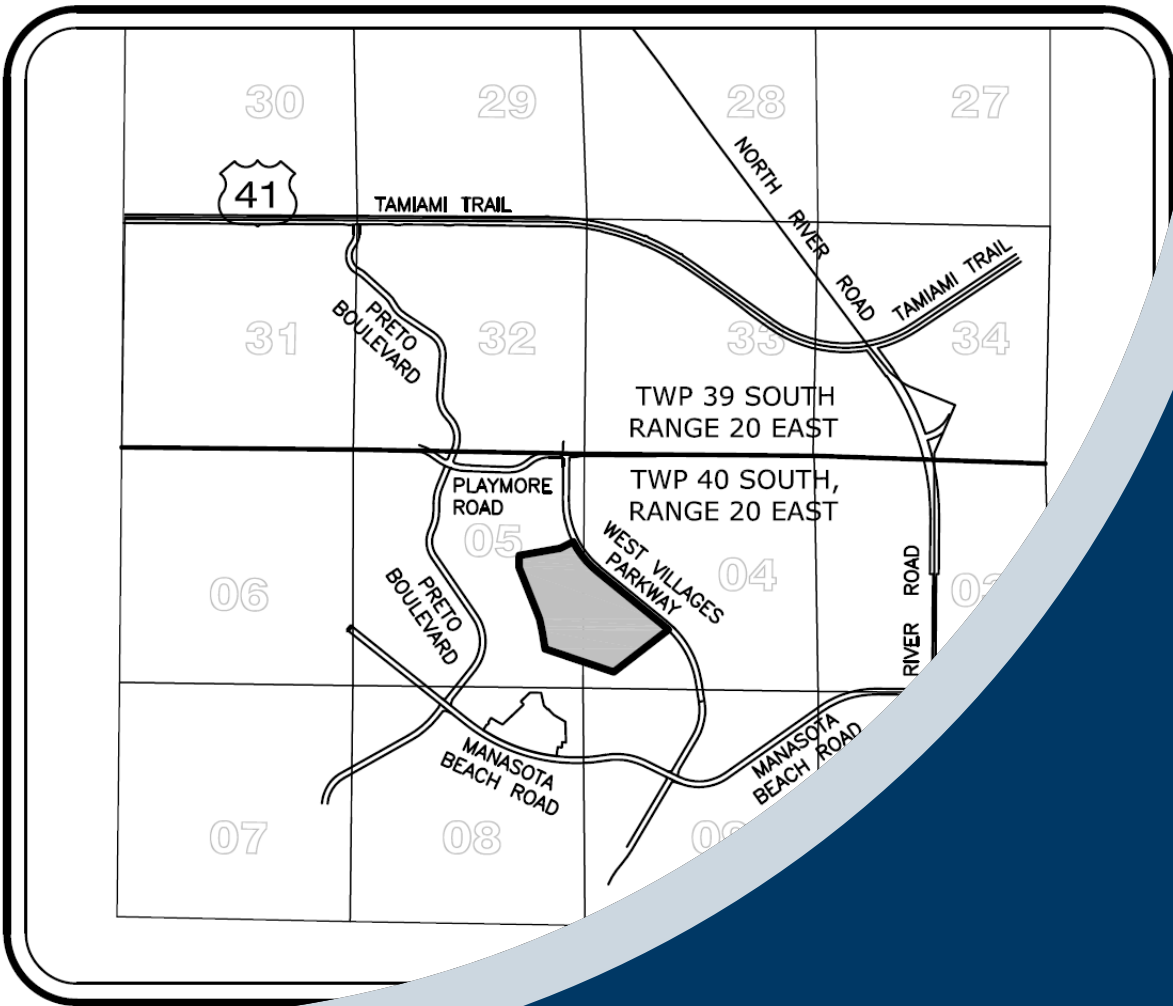 30
29
28
27
41
TAMIAMI TRAIL
NORTH RIVER ROAD
TAMIAMI TRAIL
PRETO
BOULEVARD
31
32
33
34
TWP 39 SOUTH
RANGE 20 EAST
TWP 40 SOUTH,
RANGE 20 EAST
PLAYMORE
ROAD
05
WEST VILLAGES
PARKWAY
04
06
PRETO
BOULEVARD
RIVER ROAD
MANASOTA
BEACH ROAD
MANASOTA
BEACH ROAD
07
08